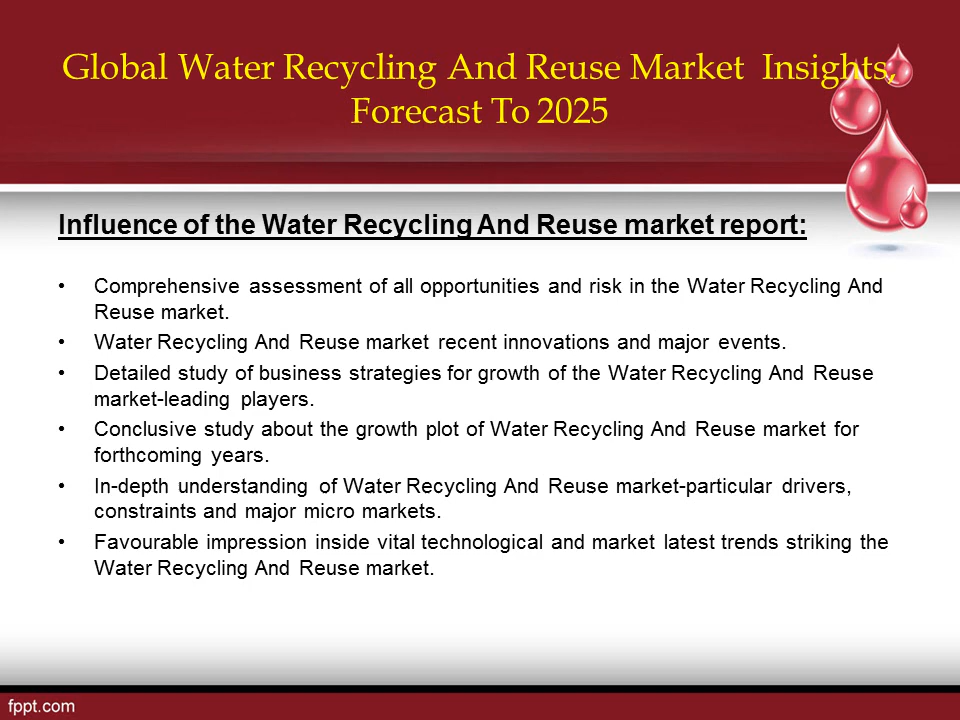 Global Water Recycling And Reuse Market Insights,
Forecast To 2025
Influence of the Water Recycling And Reuse market report:
• Comprehensive assessment of all opportunities and risk in the Water Recycling And
Reuse market.
• Water Recycling And Reuse market recent innovations and major events.
• Detailed study of business strategies for growth of the Water Recycling And Reuse
market-leading players.
• Conclusive study about the growth plot of Water Recycling And Reuse market for
forthcoming years.
• In-depth understanding of Water Recycling And Reuse market-particular drivers,
constraints and major micro markets.
• Favourable impression inside vital technological and market latest trends striking the
Water Recycling And Reuse market.
fppt.com